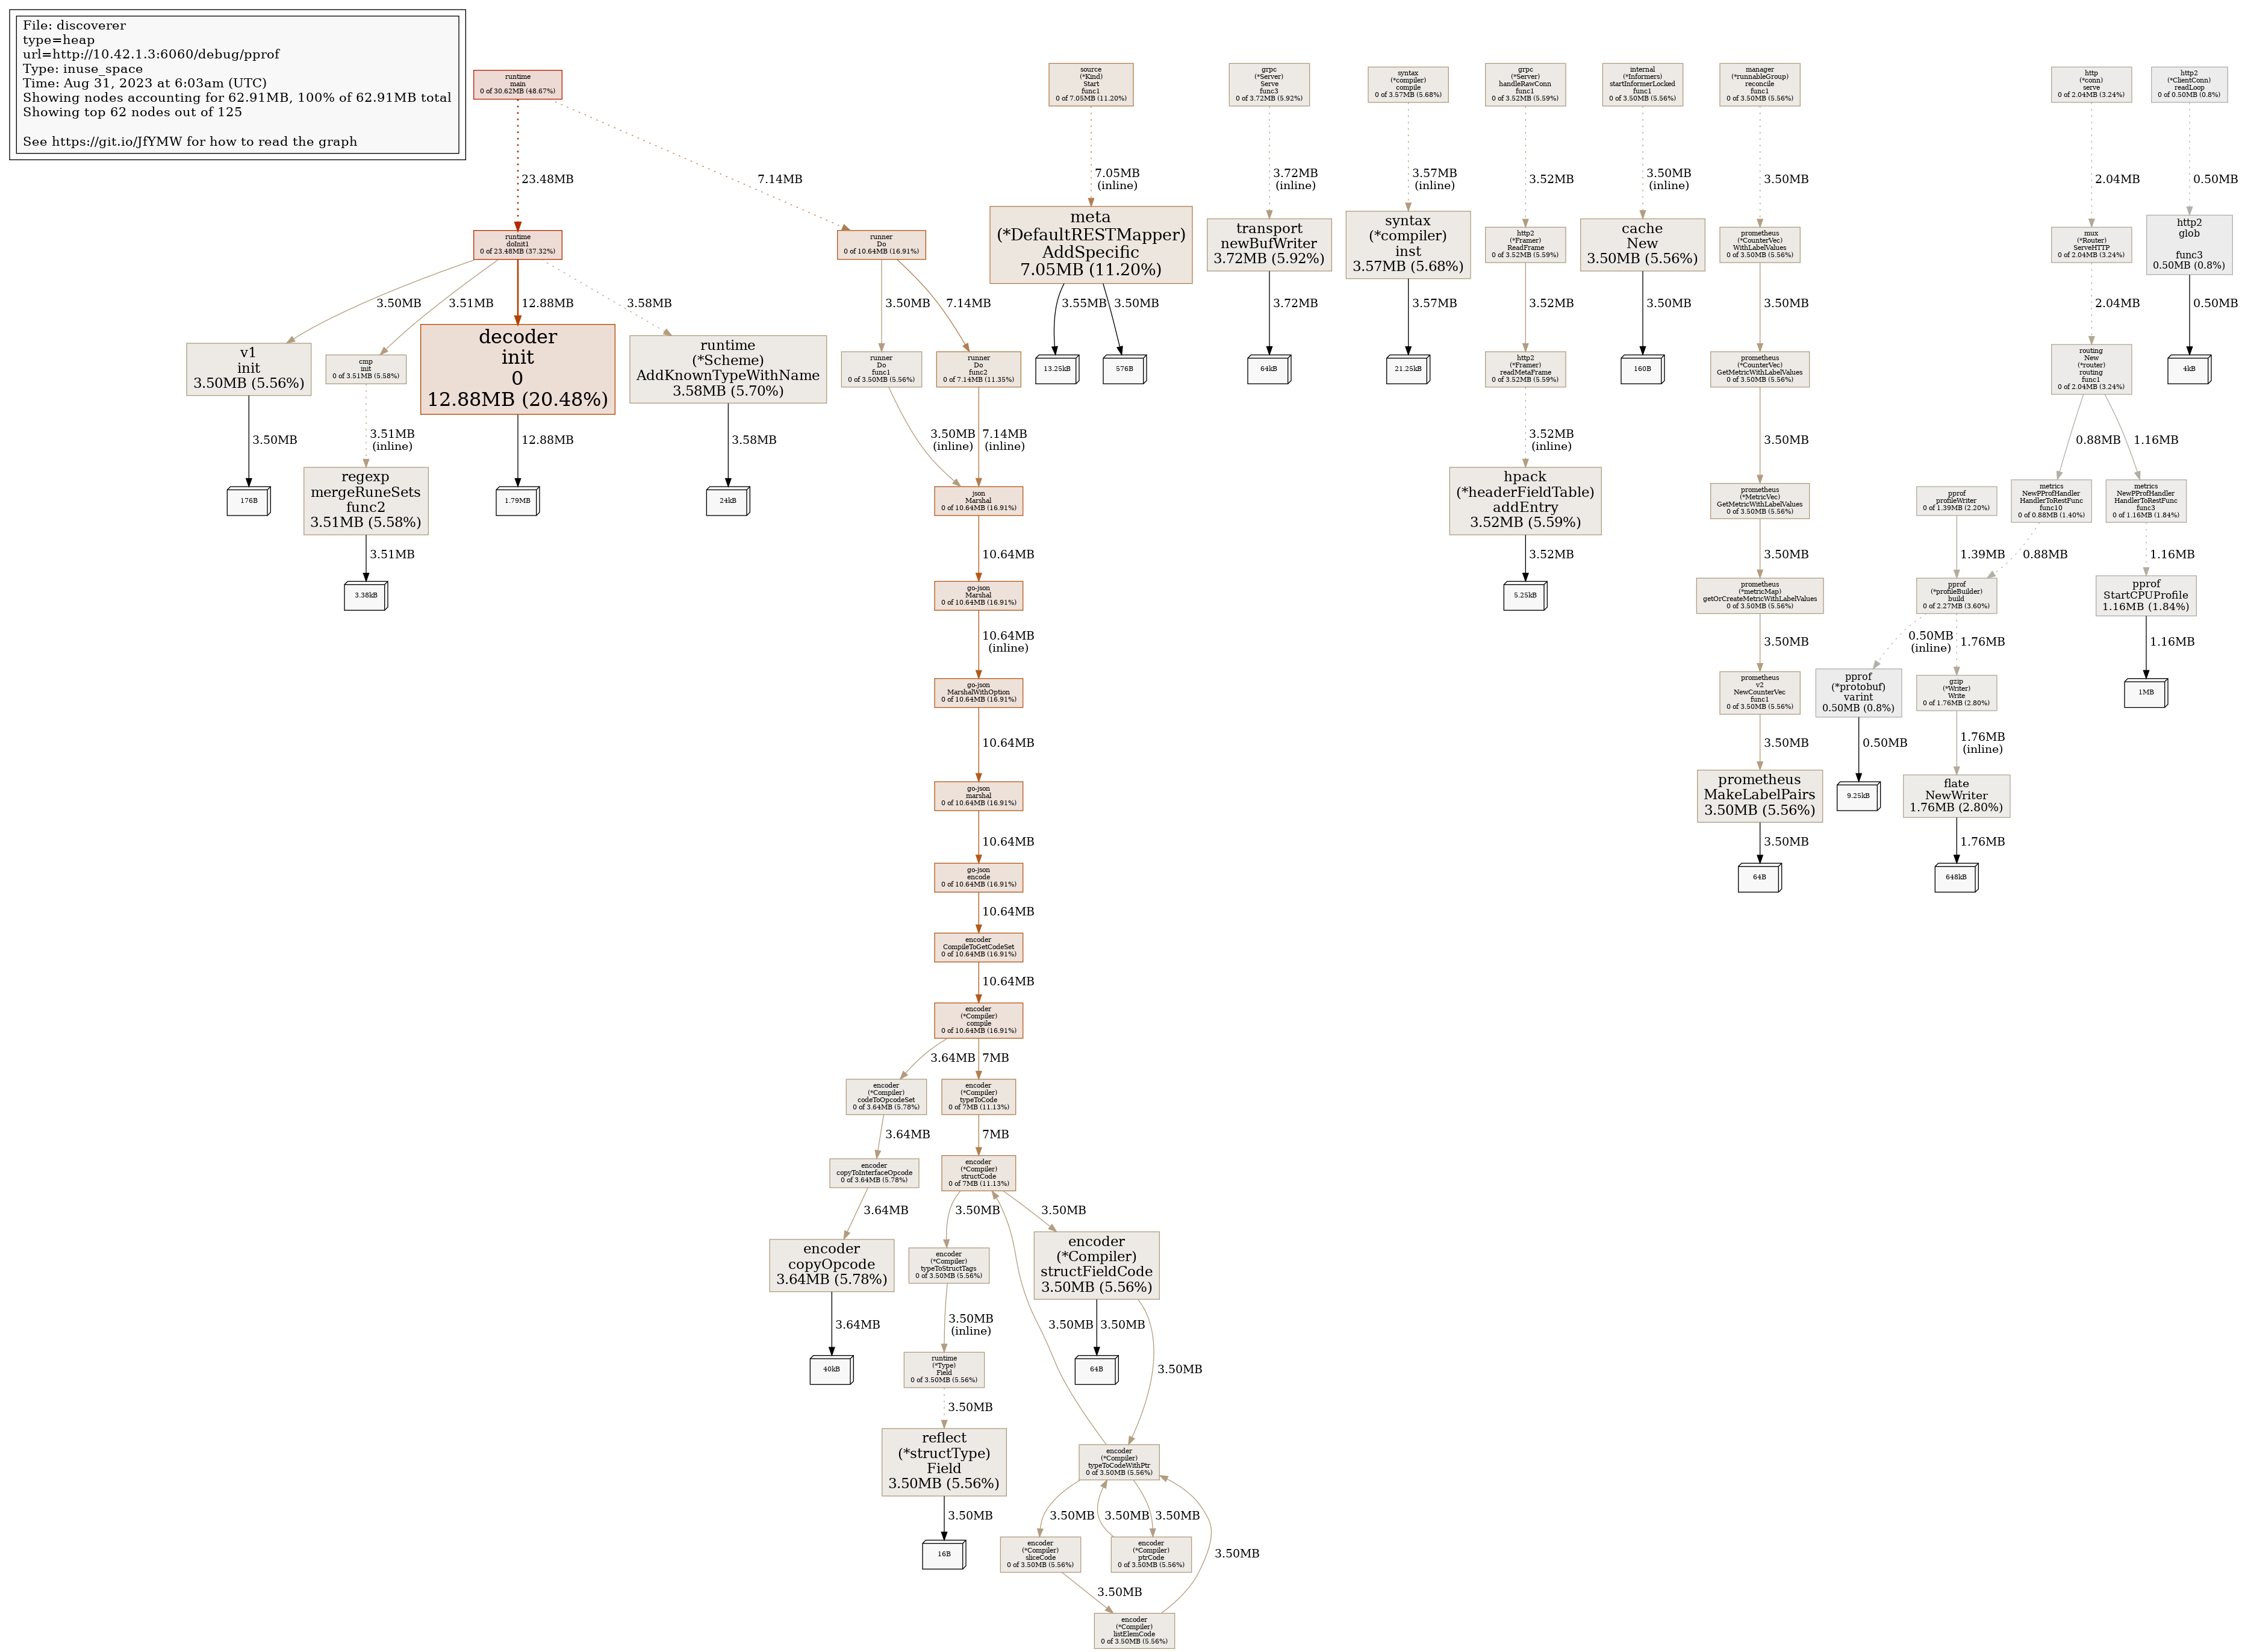 File: discoverer
type=heap
url=http://10.42.1.3:6060/debug/pprof
Type: inuse_space
Time: Aug 31, 2023 at 6:03am (UTC)
Showing nodes accounting for 62.91MB, 100% of 62.91MB total
Showing top 62 nodes out of 125
See https://git.io/JfYMW for how to read the graph
runtime
main
0 of 30.62MB (48.67%)
source
(*Kind)
Start
func1
0 of 7.05MB (11.20%)
grpc
(*Server)
Serve
func3
0 of 3.72MB (5.92%)
syntax
(*compiler)
compile
0 of 3.57MB (5.68%)
grpc
(*Server)
handleRawConn
func1
0 of 3.52MB (5.59%)
internal
(*Informers)
startInformerLocked
func1
0 of 3.50MB (5.56%)
manager
(*runnableGroup)
reconcile
func1
0 of 3.50MB (5.56%)
http
(*conn)
serve
0 of 2.04MB (3.24%)
http2
(*ClientConn)
readLoop
0 of 0.50MB (0.8%)
23.48MB
7.14MB
7.05MB
(inline)
3.72MB
(inline)
3.57MB
(inline)
3.52MB
3.50MB
(inline)
3.50MB
2.04MB
0.50MB
runtime
doInit1
0 of 23.48MB (37.32%)
runner
Do
0 of 10.64MB (16.91%)
meta
(*DefaultRESTMapper)
AddSpecific
7.05MB (11.20%)
transport
newBufWriter
3.72MB (5.92%)
syntax
(*compiler)
inst
3.57MB (5.68%)
http2
(*Framer)
ReadFrame
0 of 3.52MB (5.59%)
cache
New
3.50MB (5.56%)
prometheus
(*CounterVec)
WithLabelValues
0 of 3.50MB (5.56%)
mux
(*Router)
ServeHTTP
0 of 2.04MB (3.24%)
http2
glob
func3
0.50MB (0.8%)
3.50MB
3.51MB
12.88MB
3.58MB
3.50MB
7.14MB
3.55MB
3.50MB
3.72MB
3.57MB
3.52MB
3.50MB
3.50MB
2.04MB
0.50MB
v1
init
3.50MB (5.56%)
cmp
init
0 of 3.51MB (5.58%)
decoder
init
0
12.88MB (20.48%)
runtime
(*Scheme)
AddKnownTypeWithName
3.58MB (5.70%)
runner
Do
func1
0 of 3.50MB (5.56%)
runner
Do
func2
0 of 7.14MB (11.35%)
13.25kB
576B
64kB
21.25kB
http2
(*Framer)
readMetaFrame
0 of 3.52MB (5.59%)
160B
prometheus
(*CounterVec)
GetMetricWithLabelValues
0 of 3.50MB (5.56%)
routing
New
(*router)
routing
func1
0 of 2.04MB (3.24%)
4kB
3.50MB
3.51MB
(inline)
12.88MB
3.58MB
3.50MB
(inline)
7.14MB
(inline)
3.52MB
(inline)
3.50MB
0.88MB
1.16MB
176B
regexp
mergeRuneSets
func2
3.51MB (5.58%)
1.79MB
24kB
json
Marshal
0 of 10.64MB (16.91%)
hpack
(*headerFieldTable)
addEntry
3.52MB (5.59%)
prometheus
(*MetricVec)
GetMetricWithLabelValues
0 of 3.50MB (5.56%)
pprof
profileWriter
0 of 1.39MB (2.20%)
metrics
NewPProfHandler
HandlerToRestFunc
func10
0 of 0.88MB (1.40%)
metrics
NewPProfHandler
HandlerToRestFunc
func3
0 of 1.16MB (1.84%)
3.51MB
10.64MB
3.52MB
3.50MB
1.39MB
0.88MB
1.16MB
3.38kB
go-json
Marshal
0 of 10.64MB (16.91%)
5.25kB
prometheus
(*metricMap)
getOrCreateMetricWithLabelValues
0 of 3.50MB (5.56%)
pprof
(*profileBuilder)
build
0 of 2.27MB (3.60%)
pprof
StartCPUProfile
1.16MB (1.84%)
10.64MB
(inline)
3.50MB
0.50MB
(inline)
1.76MB
1.16MB
go-json
MarshalWithOption
0 of 10.64MB (16.91%)
prometheus
v2
NewCounterVec
func1
0 of 3.50MB (5.56%)
pprof
(*protobuf)
varint
0.50MB (0.8%)
gzip
(*Writer)
Write
0 of 1.76MB (2.80%)
1MB
10.64MB
3.50MB
0.50MB
1.76MB
(inline)
go-json
marshal
0 of 10.64MB (16.91%)
prometheus
MakeLabelPairs
3.50MB (5.56%)
9.25kB
flate
NewWriter
1.76MB (2.80%)
10.64MB
3.50MB
1.76MB
go-json
encode
0 of 10.64MB (16.91%)
64B
648kB
10.64MB
encoder
CompileToGetCodeSet
0 of 10.64MB (16.91%)
10.64MB
encoder
(*Compiler)
compile
0 of 10.64MB (16.91%)
3.64MB
7MB
encoder
(*Compiler)
codeToOpcodeSet
0 of 3.64MB (5.78%)
encoder
(*Compiler)
typeToCode
0 of 7MB (11.13%)
3.64MB
7MB
encoder
copyToInterfaceOpcode
0 of 3.64MB (5.78%)
encoder
(*Compiler)
structCode
0 of 7MB (11.13%)
3.64MB
3.50MB
3.50MB
encoder
copyOpcode
3.64MB (5.78%)
encoder
(*Compiler)
typeToStructTags
0 of 3.50MB (5.56%)
encoder
(*Compiler)
structFieldCode
3.50MB (5.56%)
3.64MB
3.50MB
(inline)
3.50MB
3.50MB
3.50MB
40kB
runtime
(*Type)
Field
0 of 3.50MB (5.56%)
64B
3.50MB
reflect
(*structType)
Field
3.50MB (5.56%)
encoder
(*Compiler)
typeToCodeWithPtr
0 of 3.50MB (5.56%)
3.50MB
3.50MB
3.50MB
3.50MB
16B
encoder
(*Compiler)
sliceCode
0 of 3.50MB (5.56%)
encoder
(*Compiler)
ptrCode
0 of 3.50MB (5.56%)
3.50MB
3.50MB
encoder
(*Compiler)
listElemCode
0 of 3.50MB (5.56%)